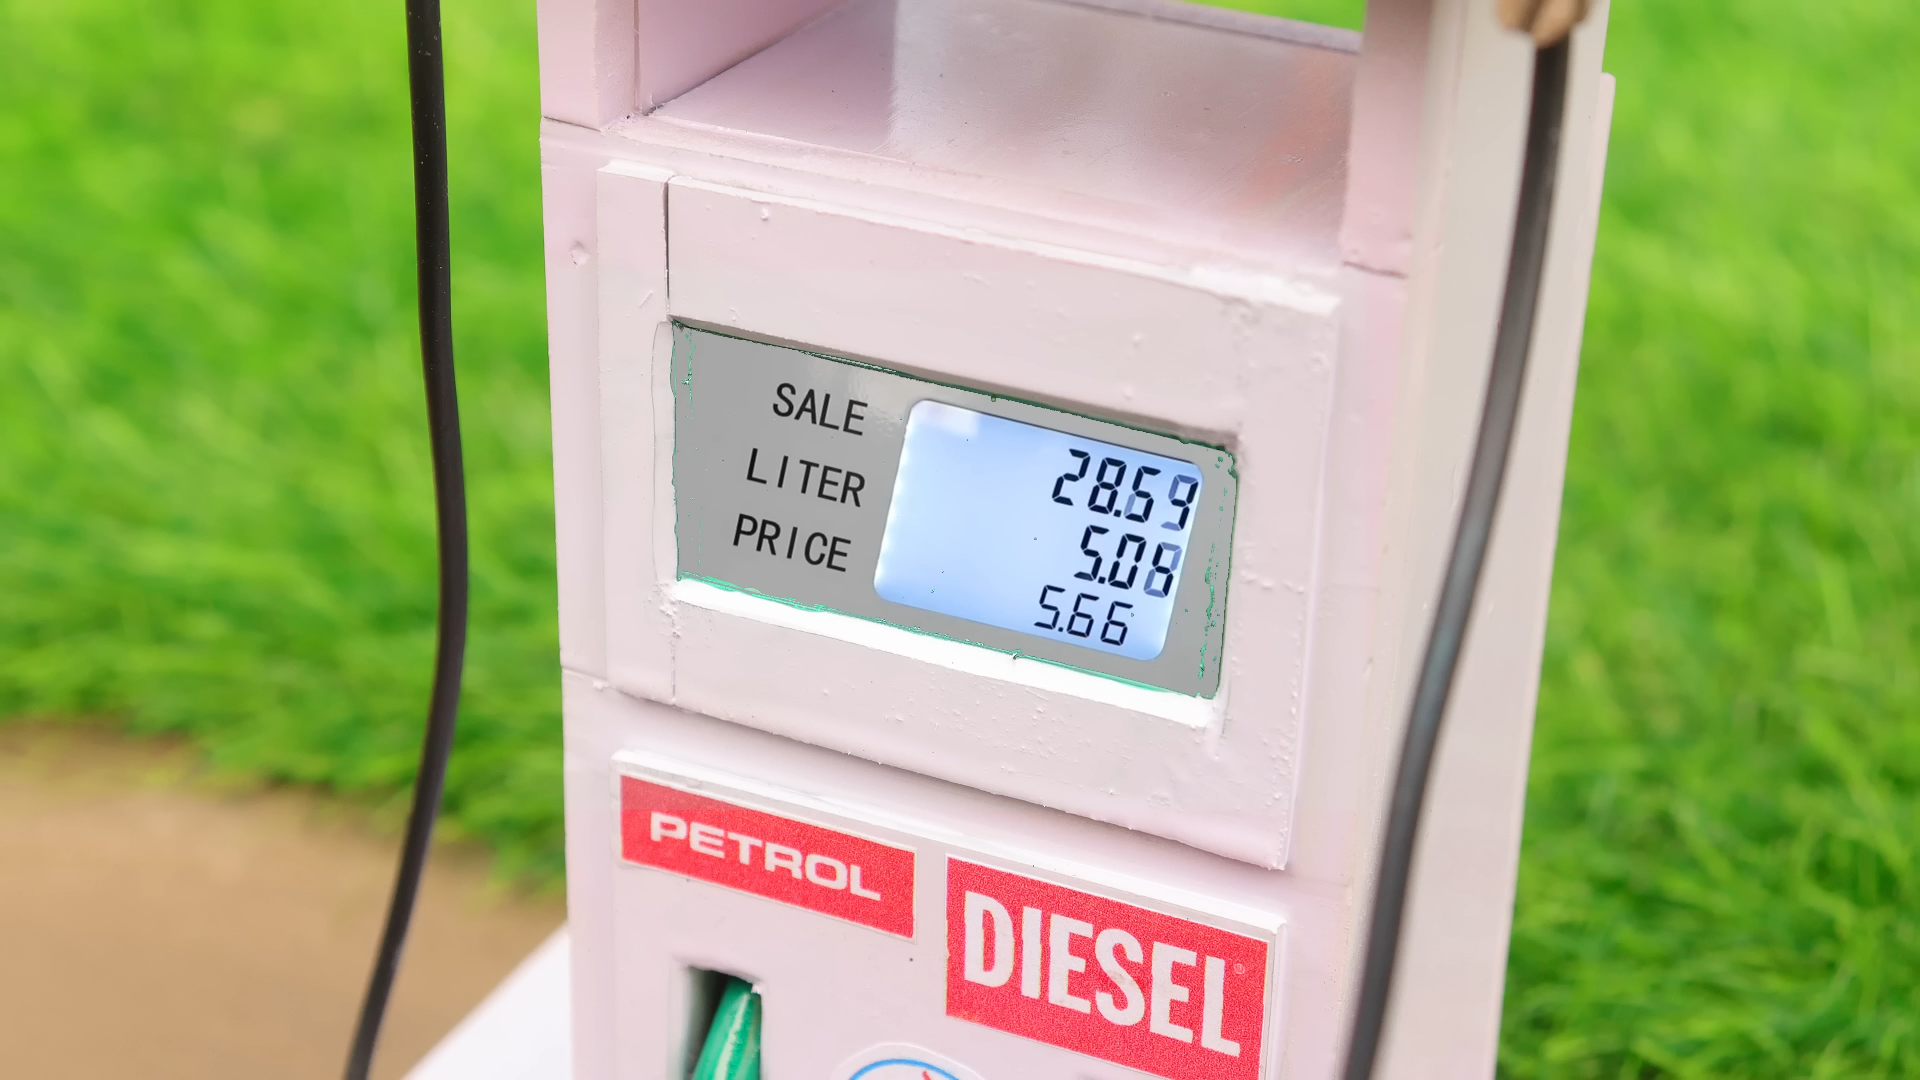 SALE 28.69
LITER 5.08
PRICE 5.66
PETROL
DIESEL